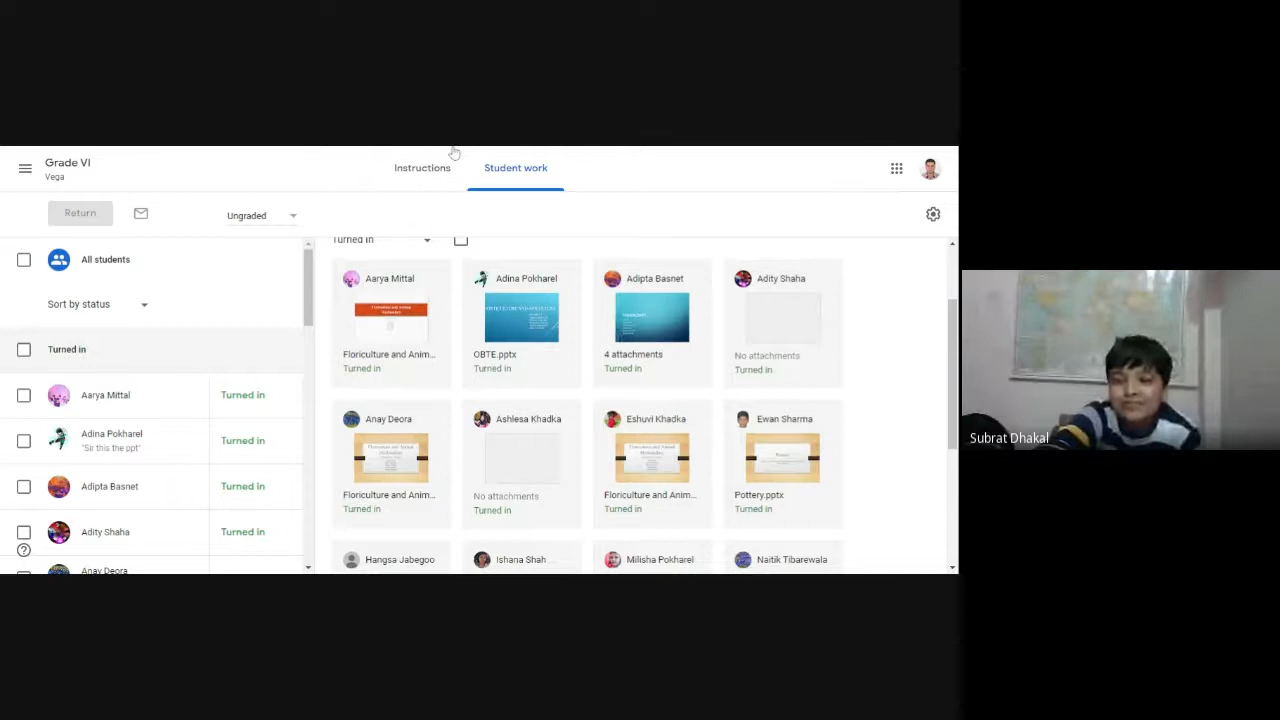 Grade VI
Vega
Instructions
Student work
Return
Ungraded
All students
Sort by status
Turned in
Aarya Mittal
Turned in
Adina Pokharel
"Sir this the ppt"
Turned in
Adipta Basnet
Turned in
Adity Shaha
Turned in
Anay Deora
Turned in
Aarya Mittal
Floriculture and Anim...
Turned in
Adina Pokharel
OBTE.pptx
Turned in
Adipta Basnet
4 attachments
Turned in
Adity Shaha
No attachments
Turned in
Anay Deora
Floriculture and Anim...
Turned in
Ashlesa Khadka
No attachments
Turned in
Eshuvi Khadka
Floriculture and Anim...
Turned in
Ewan Sharma
Pottery.pptx
Turned in
Hangsa Jabegoo
Ishana Shah
Milisha Pokharel
Naitik Tibarewala
Subrat Dhakal